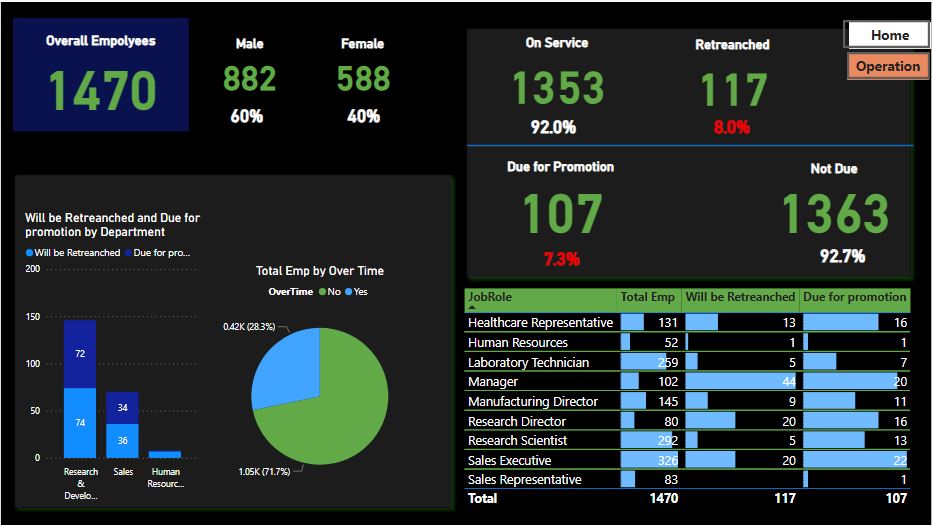 Overall Empolyees
1470
Male
882
60%
Female
588
40%
On Service
1353
92.0%
Retreanched
117
8.0%
Home
Operation
Due for Promotion
107
7.3%
Not Due
1363
92.7%
Will be Retreanched and Due for
promotion by Department
Will be Retreanched Due for pro...
200
150
100
50
0
72
74
34
36
Research
&
Develo...
Sales
Human
Resourc...
Total Emp by Over Time
OverTime No Yes
0.42K (28.3%)
1.05K (71.7%)
JobRole Total Emp Will be Retreanched Due for promotion
Healthcare Representative 131 13 16
Human Resources 52 1 1
Laboratory Technician 259 5 7
Manager 102 44 20
Manufacturing Director 145 9 11
Research Director 80 20 16
Research Scientist 292 5 13
Sales Executive 326 20 22
Sales Representative 83 1
Total 1470 117 107